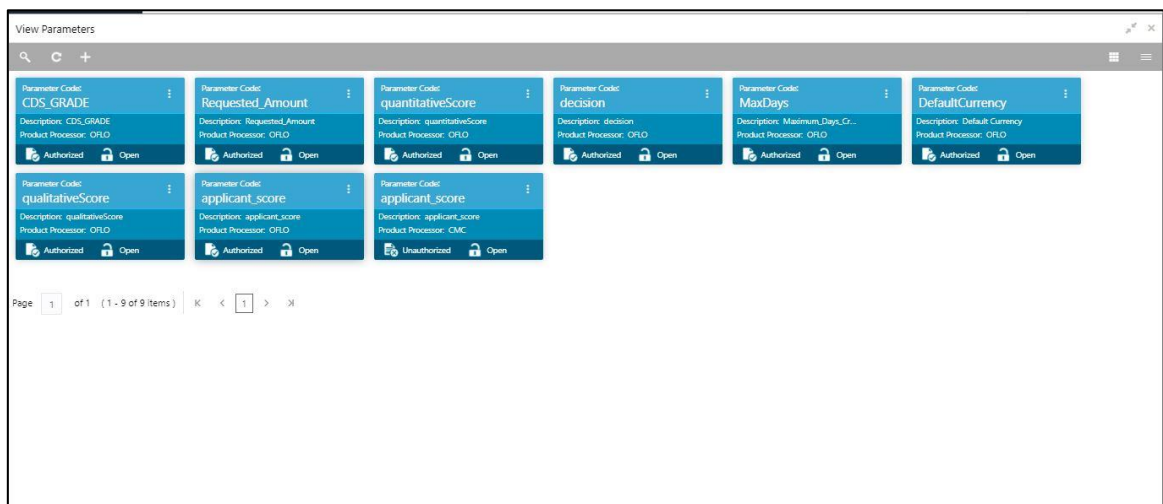 View Parameters
Parameter Code:
CDS_GRADE
Description: CDS_GRADE
Product Processor: OFLO
Authorized Open
Parameter Code:
Requested_Amount
Description: Requested_Amount
Product Processor: OFLO
Authorized Open
Parameter Code:
quantitativeScore
Description: quantitativeScore
Product Processor: OFLO
Authorized Open
Parameter Code:
decision
Description: decision
Product Processor: OFLO
Authorized Open
Parameter Code:
MaxDays
Description: Maximum_Days_Cr...
Product Processor: OFLO
Authorized Open
Parameter Code:
DefaultCurrency
Description: Default Currency
Product Processor: OFLO
Authorized Open
Parameter Code:
qualitativeScore
Description: qualitativeScore
Product Processor: OFLO
Authorized Open
Parameter Code:
applicant_score
Description: applicant_score
Product Processor: OFLO
Authorized Open
Parameter Code:
applicant_score
Description: applicant_score
Product Processor: CMC
Unauthorized Open
Page 1 of 1 (1 - 9 of 9 items) 1